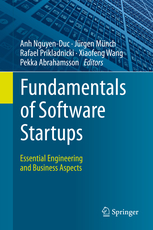 Anh Nguyen-Duc · Jürgen Münch
Rafael Prikladnicki · Xiaofeng Wang
Pekka Abrahamsson Editors
Fundamentals
of Software
Startups
Essential Engineering
and Business Aspects
Springer